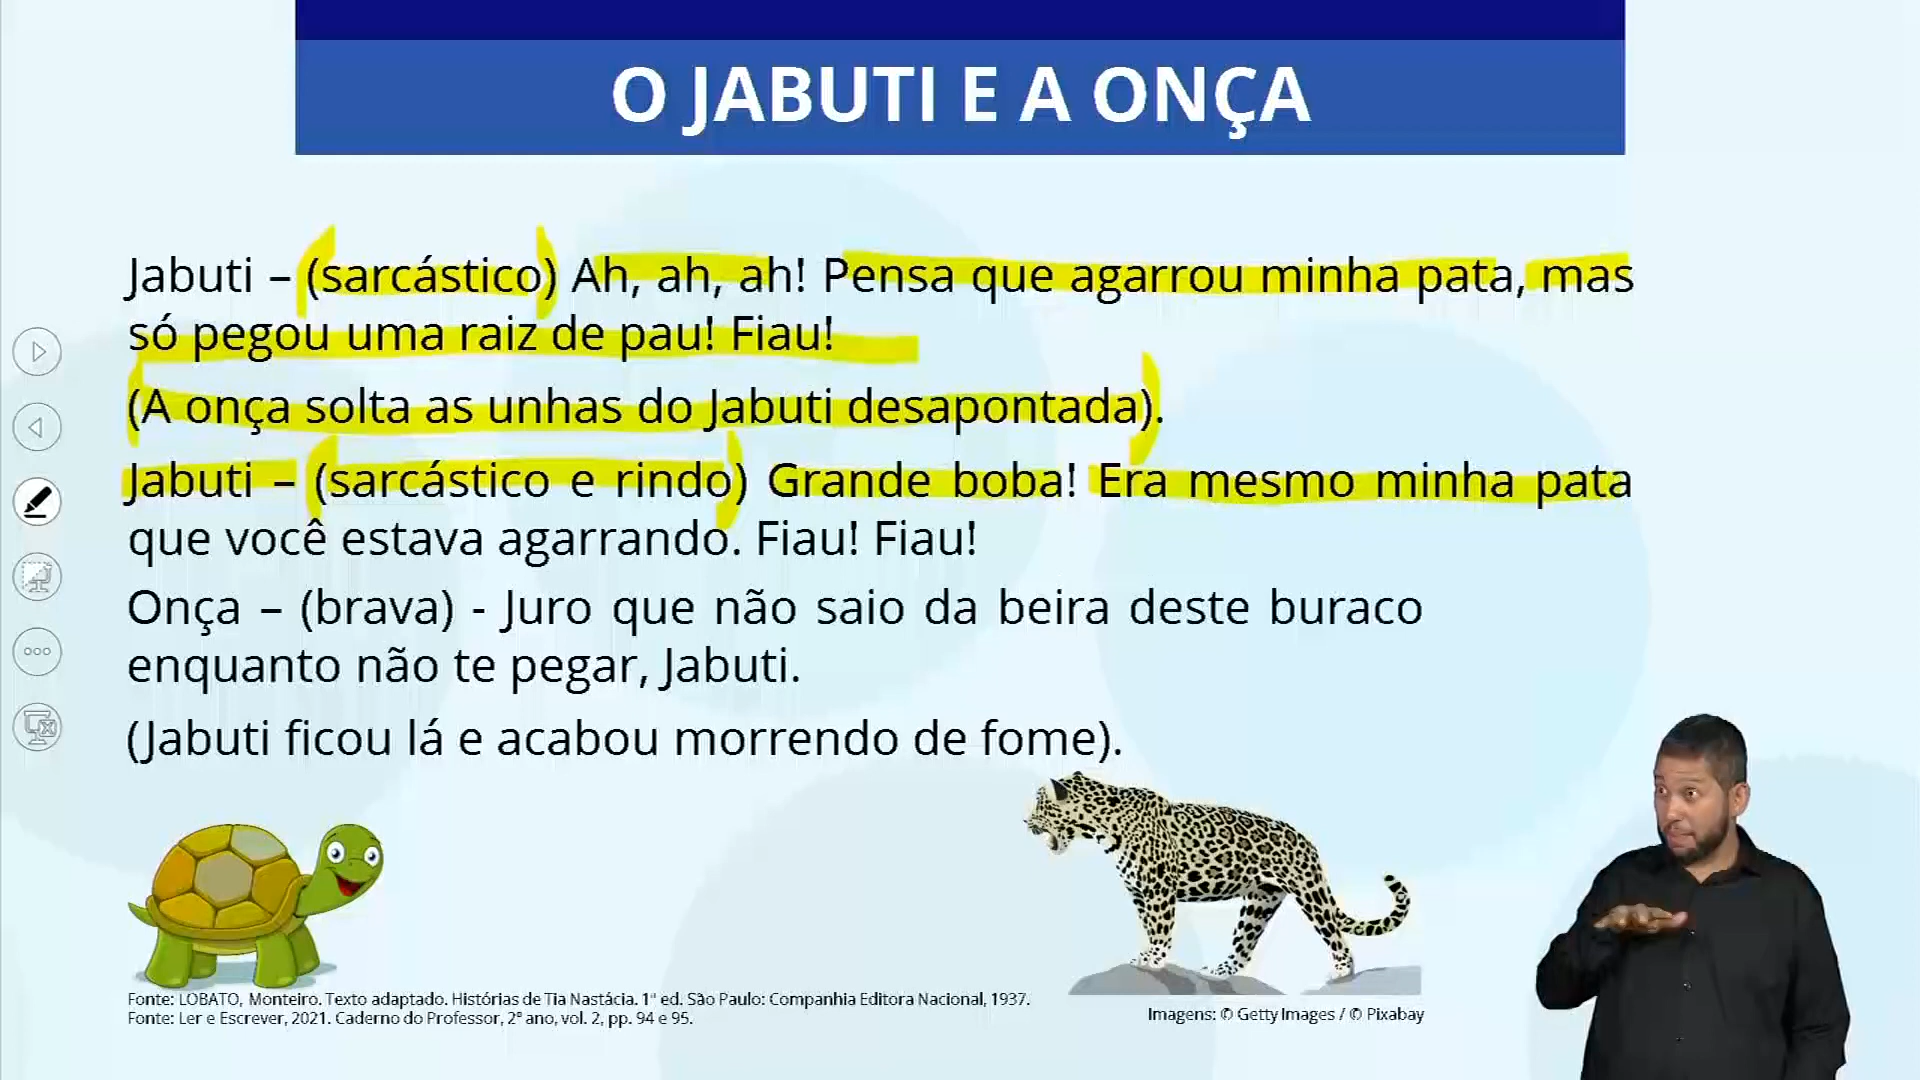 O JABUTI E A ONÇA
Jabuti – (sarcástico) Ah, ah, ah! Pensa que agarrou minha pata, mas
só pegou uma raiz de pau! Fiau!
(A onça solta as unhas do Jabuti desapontada).
Jabuti – (sarcástico e rindo) Grande boba! Era mesmo minha pata
que você estava agarrando. Fiau! Fiau!
Onça – (brava) - Juro que não saio da beira deste buraco
enquanto não te pegar, Jabuti.
(Jabuti ficou lá e acabou morrendo de fome).
Fonte: LOBATO, Monteiro. Texto adaptado. Histórias de Tia Nastácia. 1ª ed. São Paulo: Companhia Editora Nacional, 1937.
Fonte: Ler e Escrever, 2021. Caderno do Professor, 2º ano, vol. 2, pp. 94 e 95.
Imagens: © Getty Images / © Pixabay